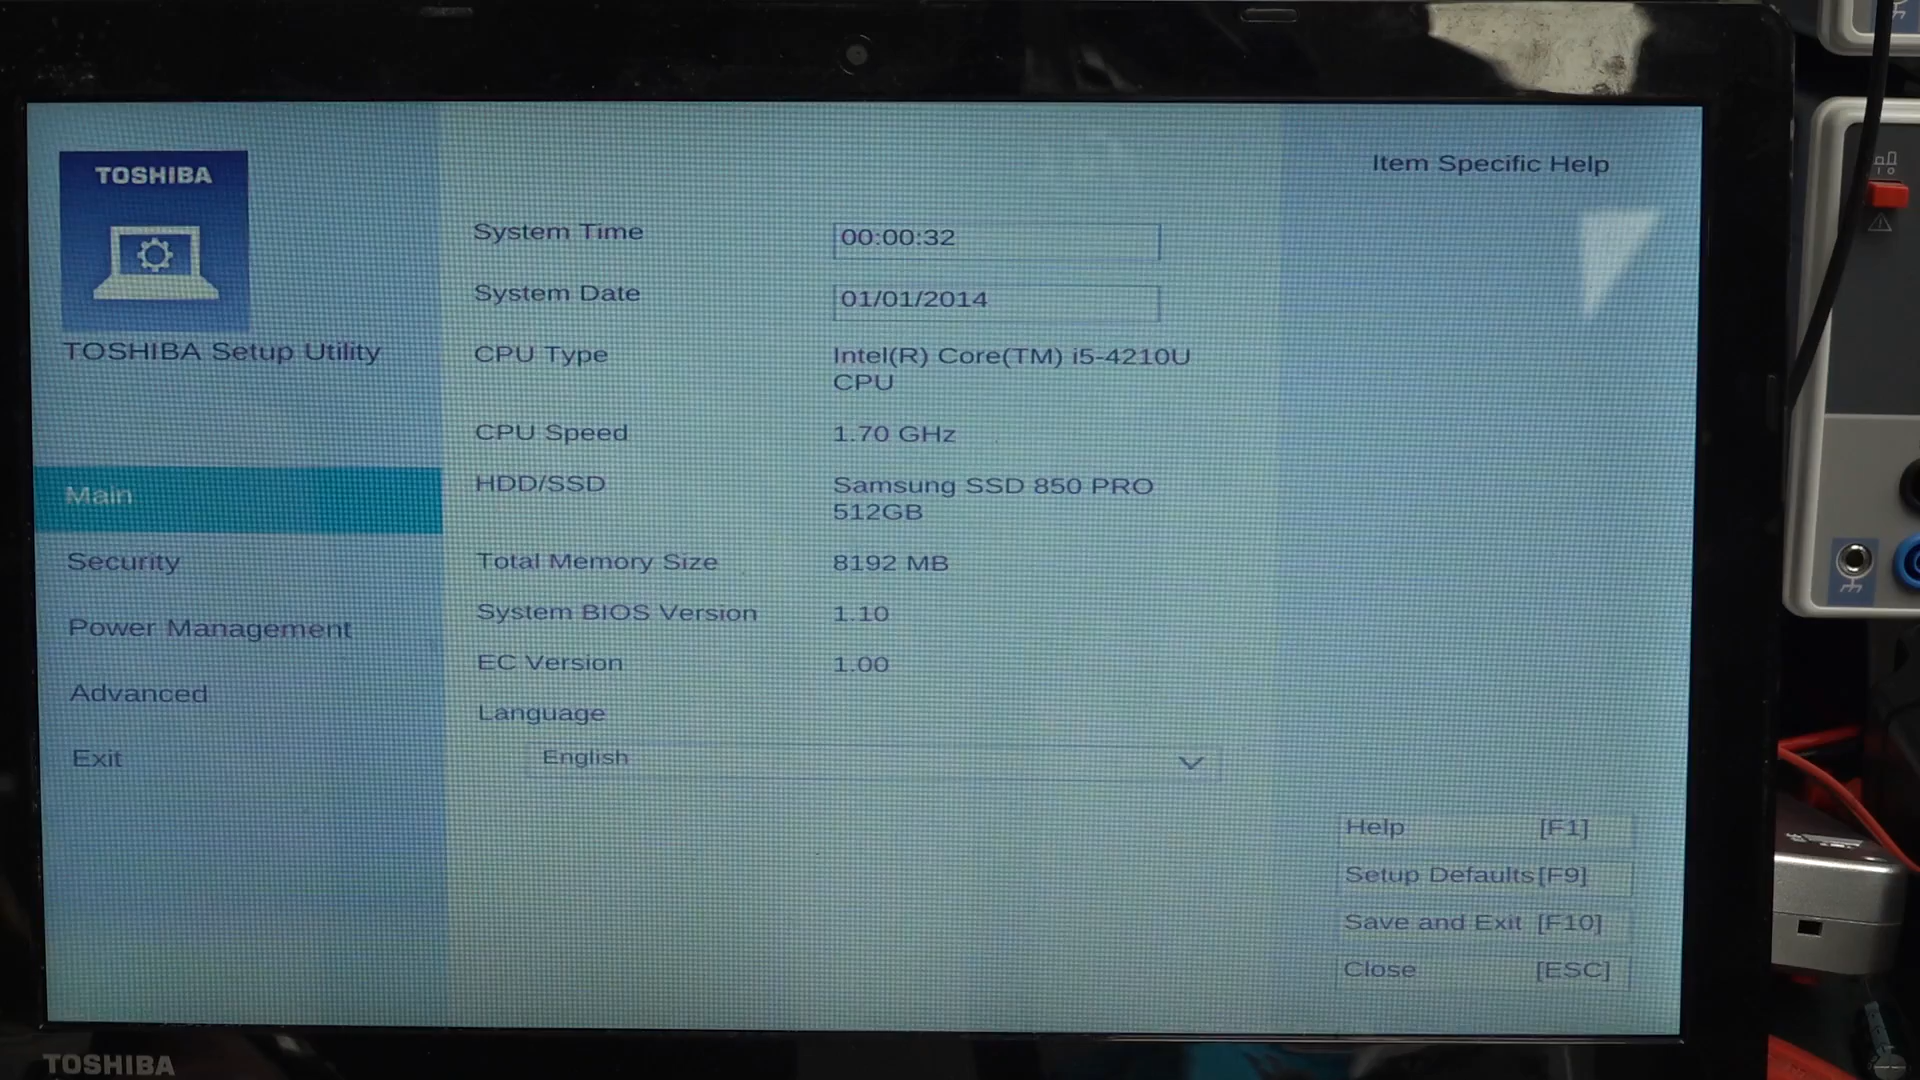 TOSHIBA
TOSHIBA Setup Utility
Main
Security
Power Management
Advanced
Exit
System Time 00:00:32
System Date 01/01/2014
CPU Type Intel(R) Core(TM) i5-4210U
CPU
CPU Speed 1.70 GHz
HDD/SSD Samsung SSD 850 PRO
512GB
Total Memory Size 8192 MB
System BIOS Version 1.10
EC Version 1.00
Language
English
Item Specific Help
Help [F1]
Setup Defaults [F9]
Save and Exit [F10]
Close [ESC]
TOSHIBA